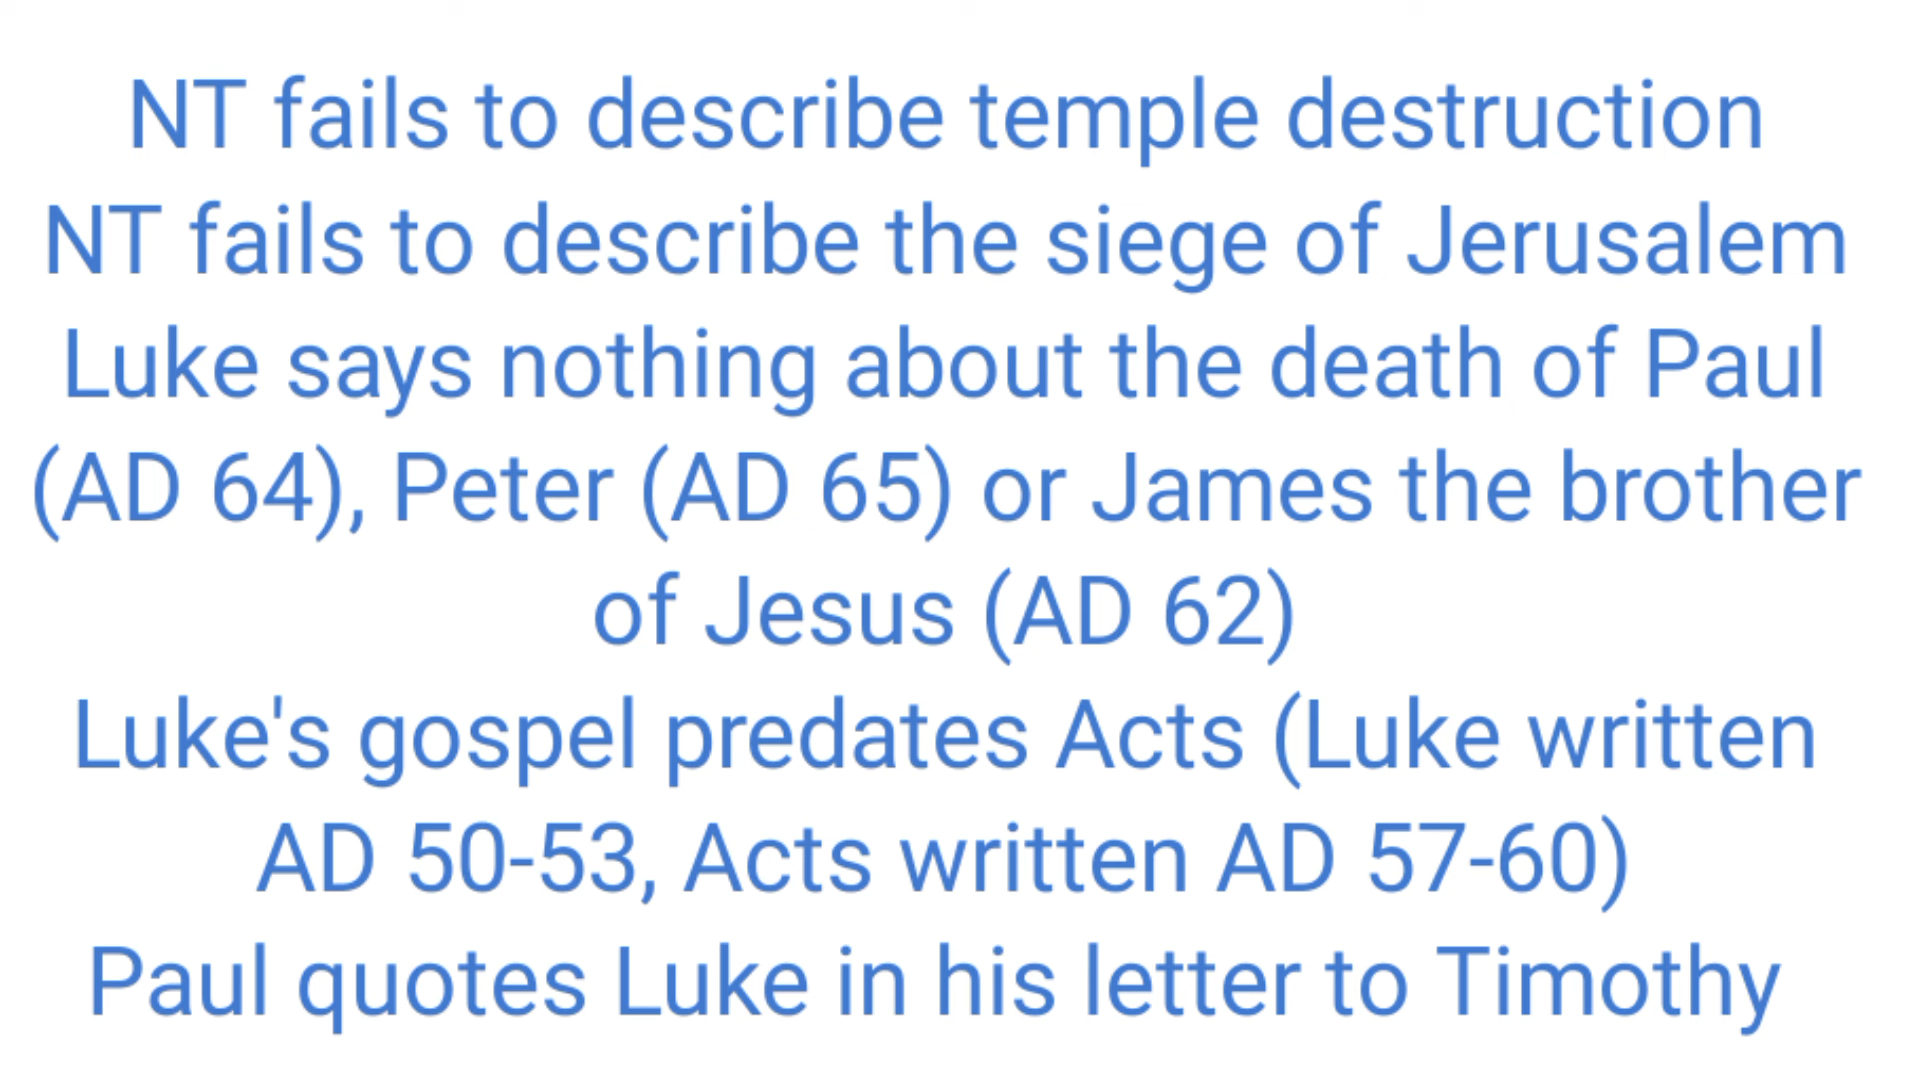 NT fails to describe temple destruction
NT fails to describe the siege of Jerusalem
Luke says nothing about the death of Paul
(AD 64), Peter (AD 65) or James the brother
of Jesus (AD 62)
Luke's gospel predates Acts (Luke written
AD 50-53, Acts written AD 57-60)
Paul quotes Luke in his letter to Timothy